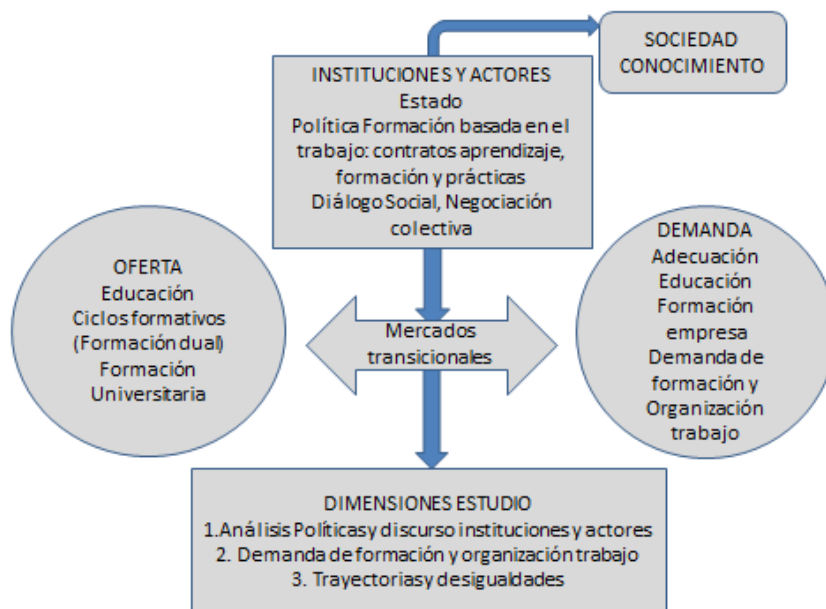 SOCIEDAD
CONOCIMIENTO
INSTITUCIONES Y ACTORES
Estado
Política Formación basada en el
trabajo: contratos aprendizaje,
formación y prácticas
Diálogo Social, Negociación
colectiva
OFERTA
Educación
Ciclos formativos
(Formación dual)
Formación
Universitaria
Mercados
transicionales
DEMANDA
Adecuación
Educación
Formación
empresa
Demanda de
formación y
Organización
trabajo
DIMENSIONES ESTUDIO
1.Análisis Políticas y discurso instituciones y actores
2. Demanda de formación y organización trabajo
3. Trayectorias y desigualdades